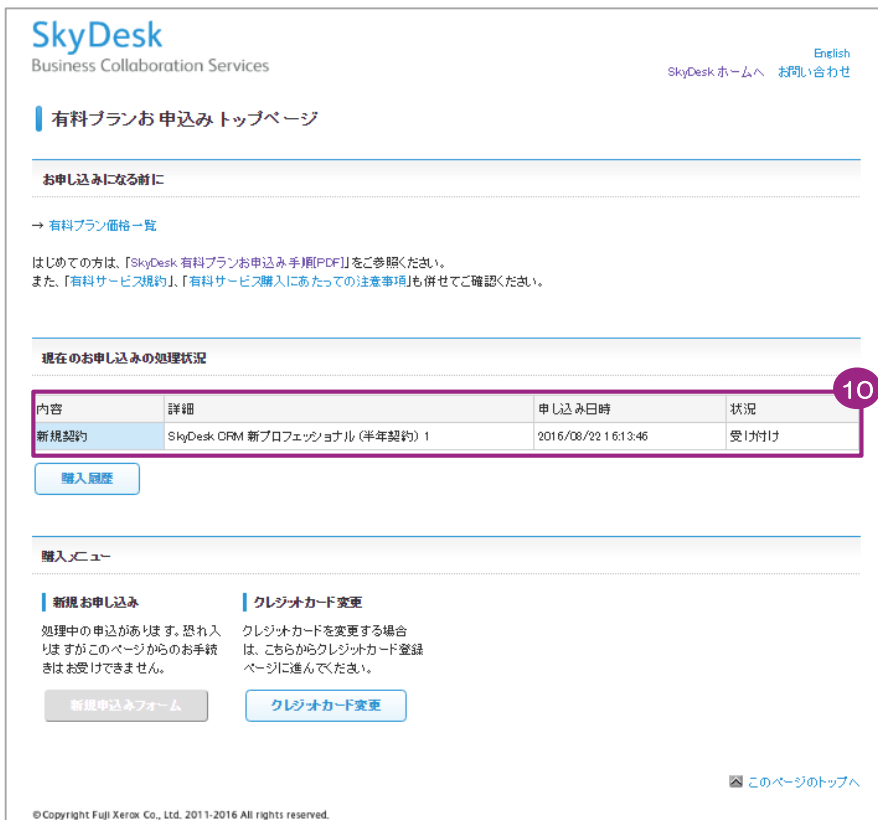 SkyDesk
Business Collaboration Services
English
SkyDesk ホームへ お問い合わせ
有料プランお申込みトップページ
お申し込みになる前に
→ 有料プラン価格一覧
はじめての方は、「SkyDesk 有料プランお申込み手順[PDF]」をご参照ください。
また、「有料サービス規約」、「有料サービス購入にあたっての注意事項」も併せてご確認ください。
現在のお申し込みの処理状況
10
内容 詳細 申し込み日時 状況
新規契約 SkyDesk CRM 新プロフェッショナル (半年契約) 1 2016/08/22 16:13:46 受け付け
購入履歴
購入メニュー
新規お申し込み
処理中の申込があります。恐れ入
りますがこのページからのお手続
きはお受けできません。
新規申込みフォーム
クレジットカード変更
クレジットカードを変更する場合
は、こちらからクレジットカード登録
ページに進んでください。
クレジットカード変更
このページのトップへ
© Copyright Fuji Xerox Co., Ltd. 2011-2016 All rights reserved.